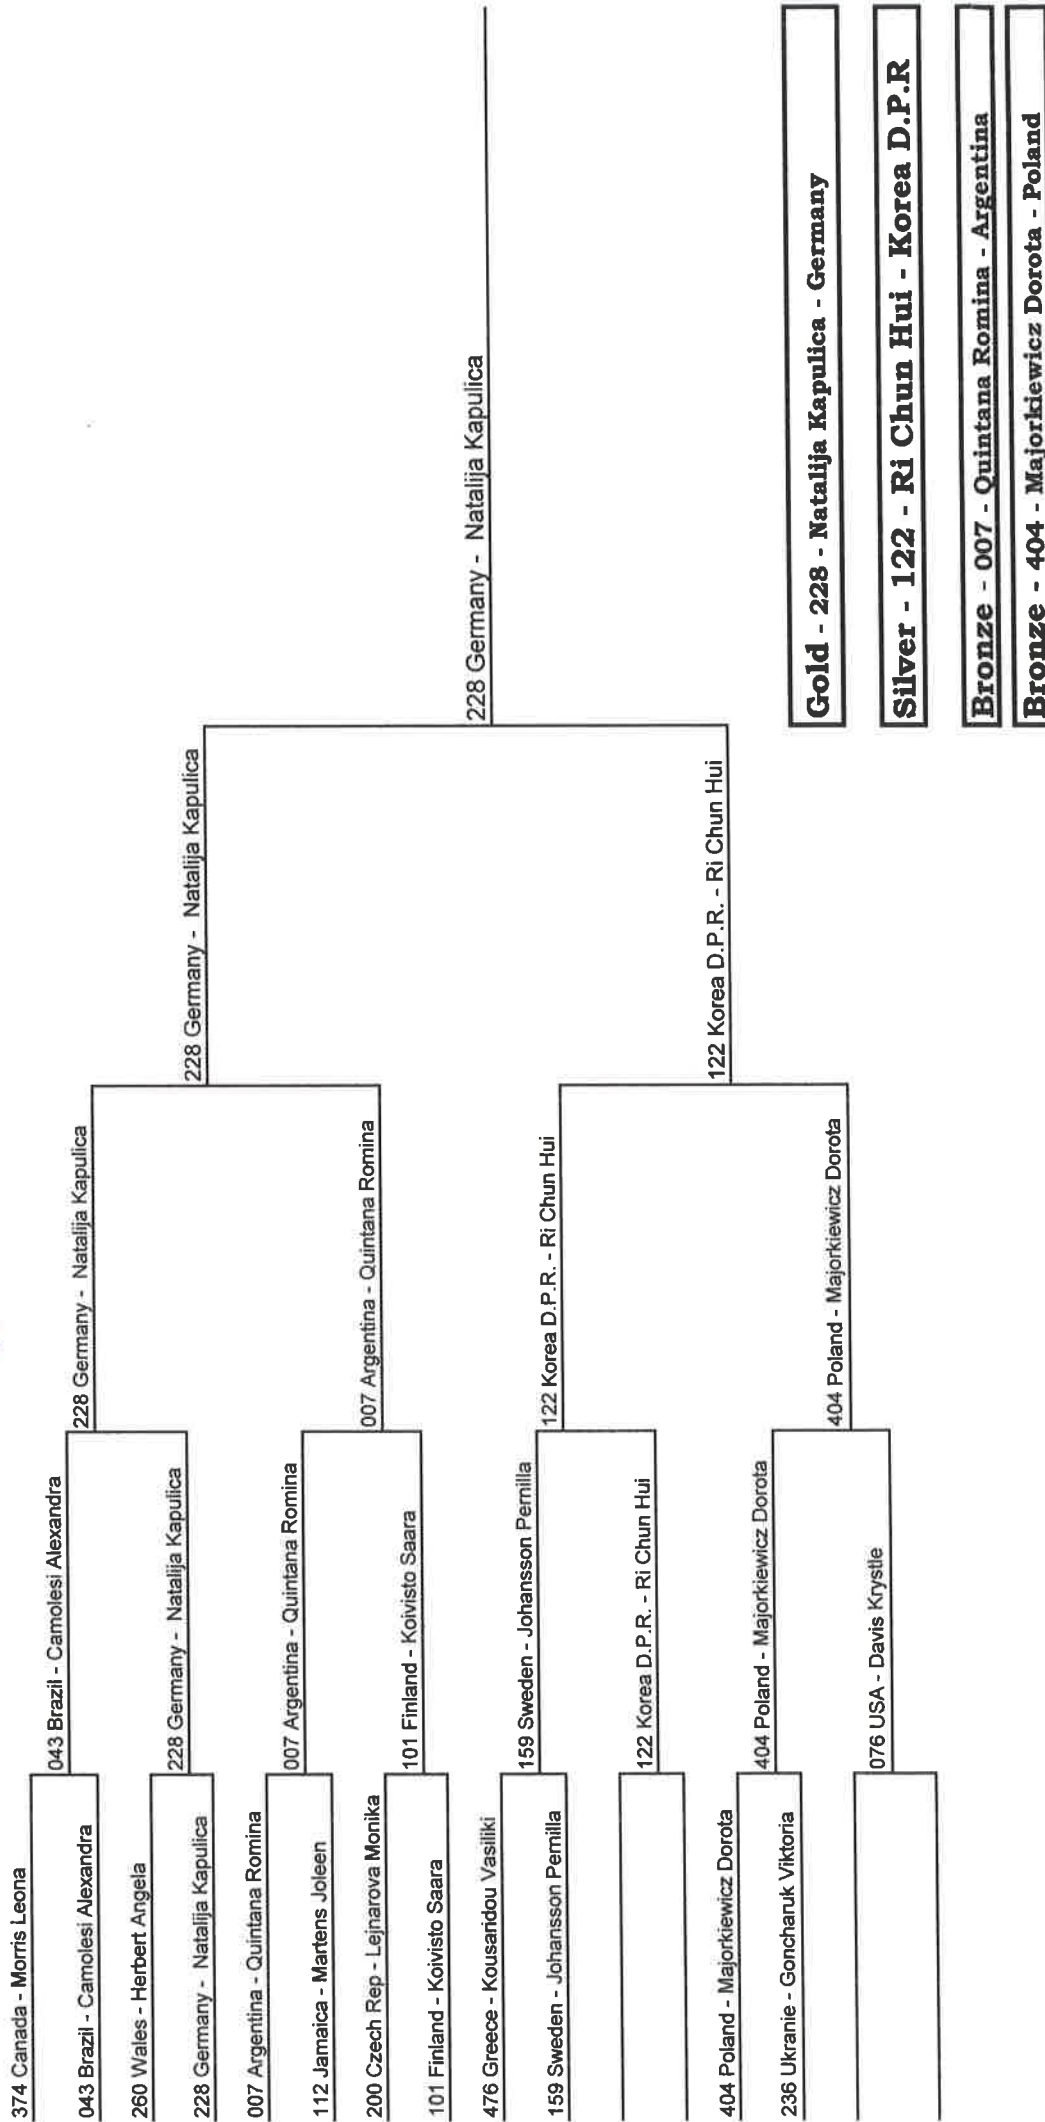 374 Canada - Morris Leona
043 Brazil - Camolesi Alexandra
260 Wales - Herbert Angela
228 Germany - Natalija Kapulica
007 Argentina - Quintana Romina
112 Jamaica - Martens Joleen
200 Czech Rep - Lejnarova Monika
101 Finland - Koivisto Saara
476 Greece - Kousaridou Vasiliki
159 Sweden - Johansson Pernilla
404 Poland - Majorkiewicz Dorota
236 Ukranie - Goncharuk Viktoria
043 Brazil - Camolesi Alexandra
228 Germany - Natalija Kapulica
007 Argentina - Quintana Romina
101 Finland - Koivisto Saara
159 Sweden - Johansson Pernilla
122 Korea D.P.R. - Ri Chun Hui
404 Poland - Majorkiewicz Dorota
076 USA - Davis Krystle
228 Germany - Natalija Kapulica
007 Argentina - Quintana Romina
122 Korea D.P.R. - Ri Chun Hui
404 Poland - Majorkiewicz Dorota
228 Germany - Natalija Kapulica
122 Korea D.P.R. - Ri Chun Hui
228 Germany - Natalija Kapulica
Gold - 228 - Natalija Kapulica - Germany
Silver - 122 - Ri Chun Hui - Korea D.P.R
Bronze - 007 - Quintana Romina - Argentina
Bronze - 404 - Majorkiewicz Dorota - Poland